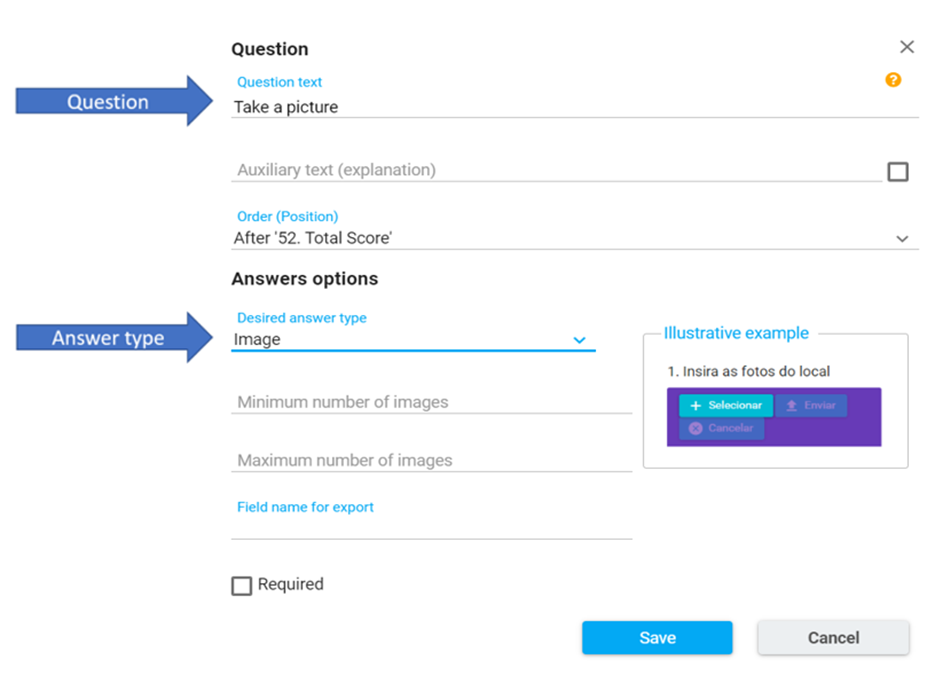 Question
Question text
Question
Take a picture
Auxiliary text (explanation)
Order (Position)
After '52. Total Score'
Answers options
Desired answer type
Answer type
Image
Illustrative example
1. Insira as fotos do local
+ Selecionar Enviar
Cancelar
Minimum number of images
Maximum number of images
Field name for export
Required
Save Cancel